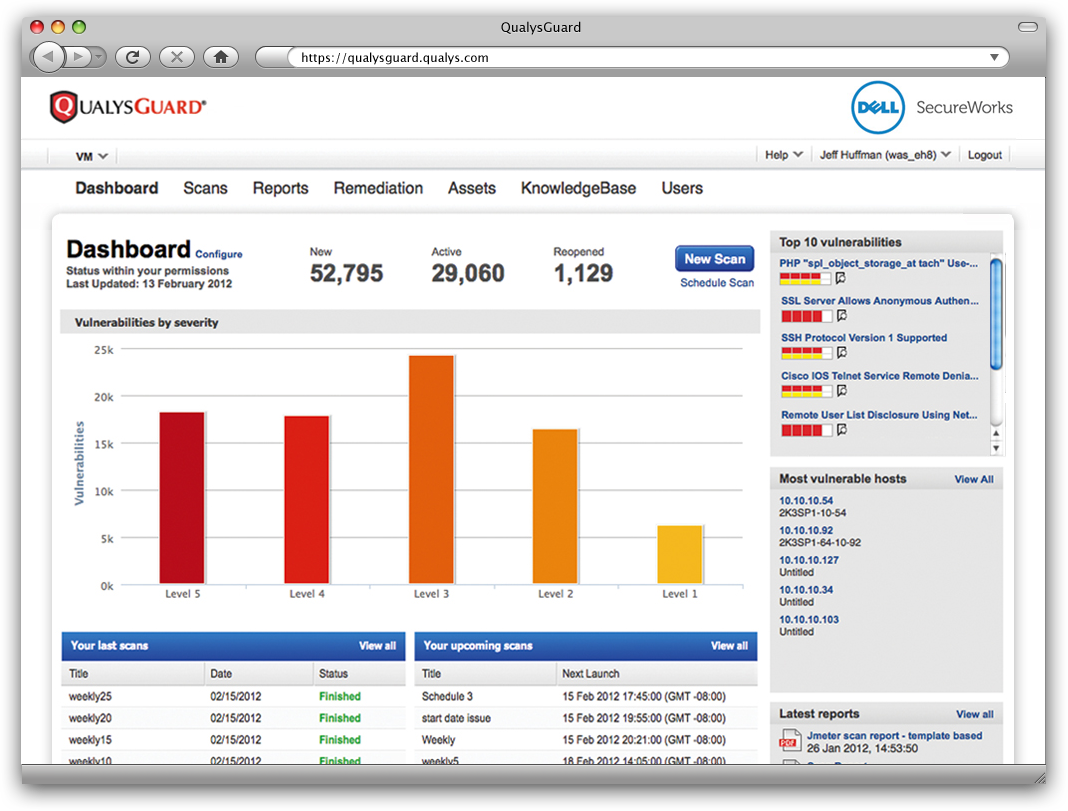 QualysGuard
https://qualysguard.qualys.com
QUALYSGUARD®
DELL SecureWorks
VM
Help Jeff Huffman (was_eh8) Logout
Dashboard Scans Reports Remediation Assets KnowledgeBase Users
Dashboard Configure
Status within your permissions
Last Updated: 13 February 2012
New
52,795
Active
29,060
Reopened
1,129
New Scan
Schedule Scan
Vulnerabilities by severity
Vulnerabilities
25k
20k
15k
10k
5k
0k
Level 5 Level 4 Level 3 Level 2 Level 1
Your last scans View all
Title Date Status
weekly25 02/15/2012 Finished
weekly20 02/15/2012 Finished
weekly15 02/15/2012 Finished
weekly10 02/15/2012 Finished
Your upcoming scans View all
Title Next Launch
Schedule 3 15 Feb 2012 17:45:00 (GMT -08:00)
start date issue 15 Feb 2012 19:55:00 (GMT -08:00)
Weekly 15 Feb 2012 20:21:00 (GMT -08:00)
weekly5 18 Feb 2012 14:05:00 (GMT -08:00)
Top 10 vulnerabilities
PHP "spl_object_storage_at tach" Use-...
SSL Server Allows Anonymous Authen...
SSH Protocol Version 1 Supported
Cisco IOS Telnet Service Remote Denia...
Remote User List Disclosure Using Net...
Most vulnerable hosts View All
10.10.10.54
2K3SP1-10-54
10.10.10.92
2K3SP1-64-10-92
10.10.10.127
Untitled
10.10.10.34
Untitled
10.10.10.103
Untitled
Latest reports View all
PDF
Jmeter scan report - template based
26 Jan 2012, 14:53:50